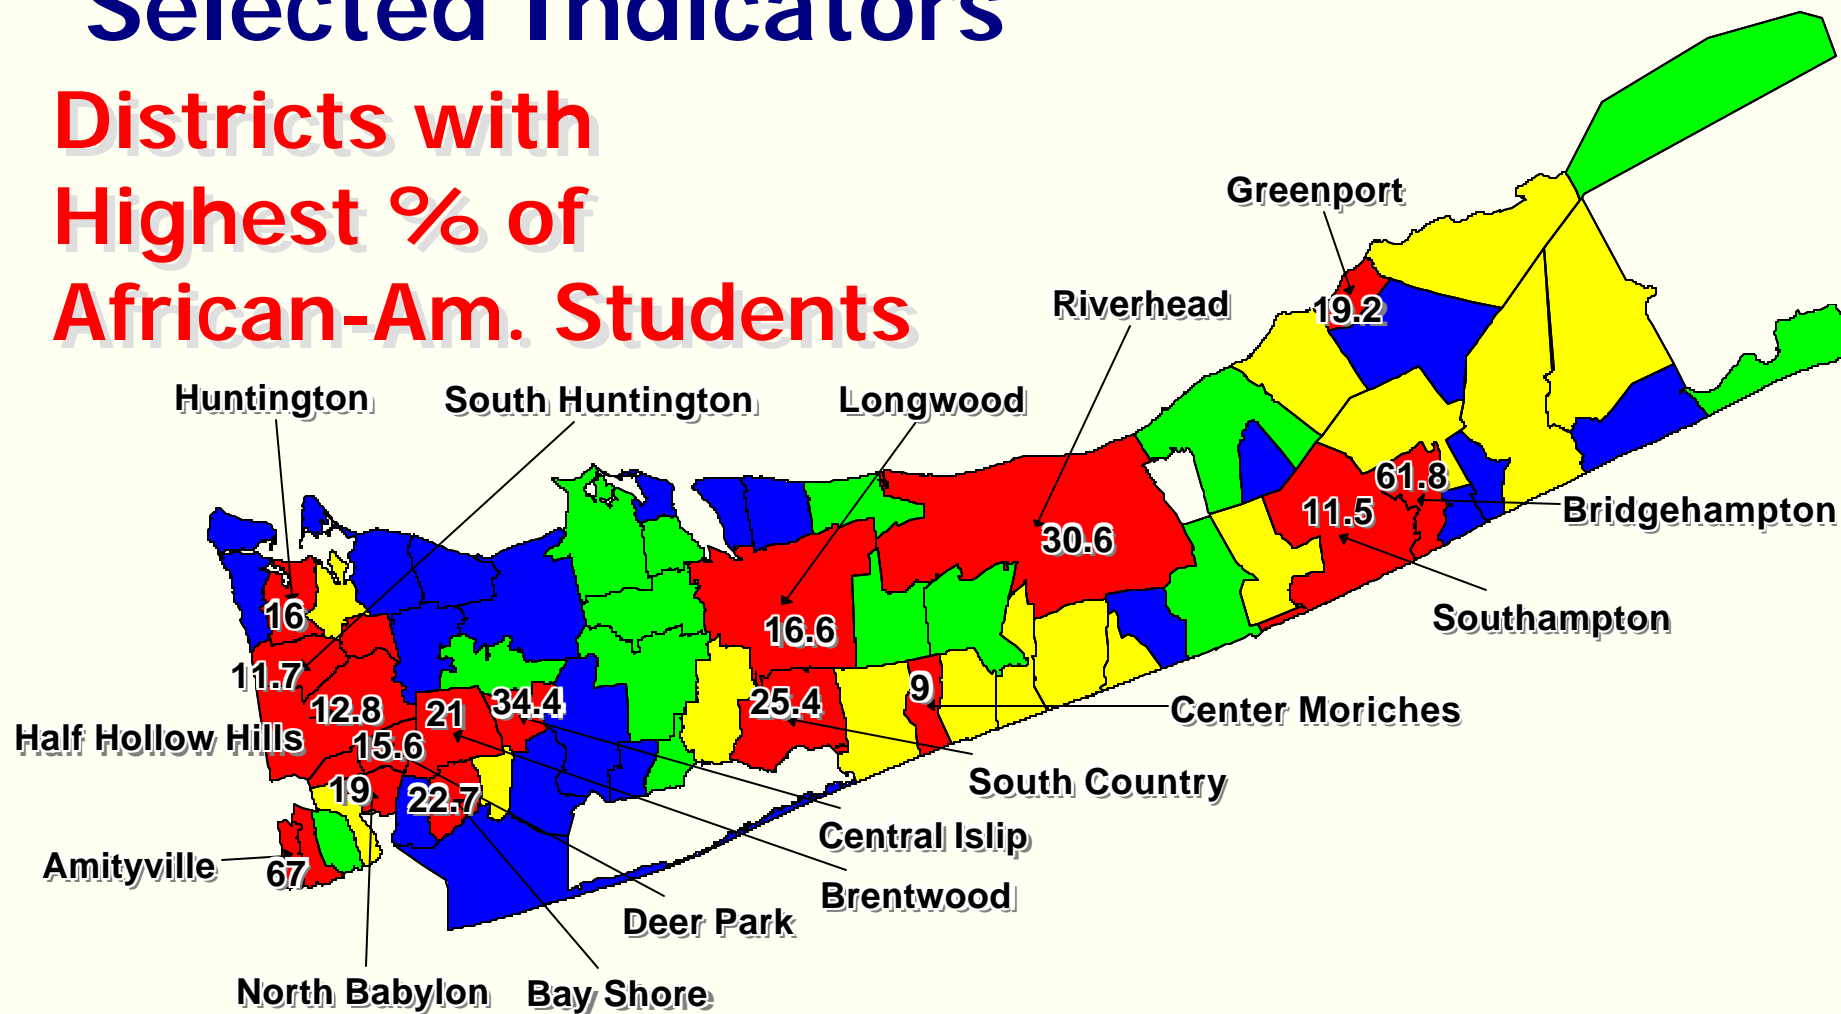 Selected Indicators
Districts with
Highest % of
African-Am. Students
Greenport
19.2
Riverhead
Huntington
South Huntington
Longwood
61.8
Bridgehampton
11.5
30.6
16
16.6
Southampton
11.7
12.8
21
34.4
25.4
9
Center Moriches
Half Hollow Hills
15.6
19
22.7
South Country
Central Islip
Amityville
67
Brentwood
Deer Park
North Babylon
Bay Shore